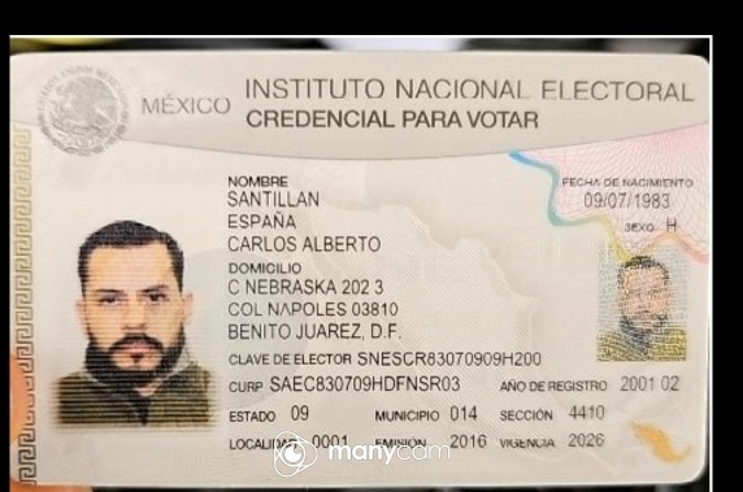 MÉXICO
INSTITUTO NACIONAL ELECTORAL
CREDENCIAL PARA VOTAR
NOMBRE
SANTILLAN
ESPAÑA
CARLOS ALBERTO
FECHA DE NACIMIENTO
09/07/1983
SEXO H
DOMICILIO
C NEBRASKA 202 3
COL NAPOLES 03810
BENITO JUAREZ, D.F.
CLAVE DE ELECTOR SNESCR83070909H200
CURP SAEC830709HDFNSR03 AÑO DE REGISTRO 2001 02
ESTADO 09 MUNICIPIO 014 SECCIÓN 4410
LOCALIDAD 0001 EMISIÓN 2016 VIGENCIA 2026
manycam